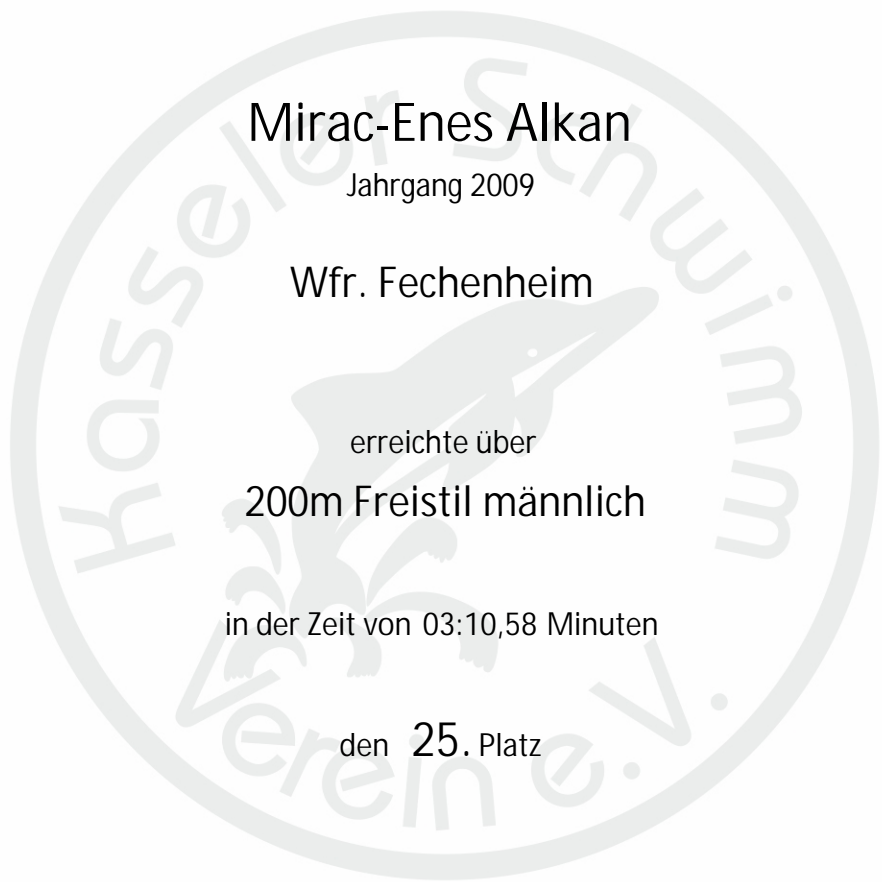 Kasseler Schwimm
Mirac-Enes Alkan
Jahrgang 2009
Wfr. Fechenheim
erreichte über
200m Freistil männlich
in der Zeit von 03:10,58 Minuten
den 25. Platz
Verein e.V.